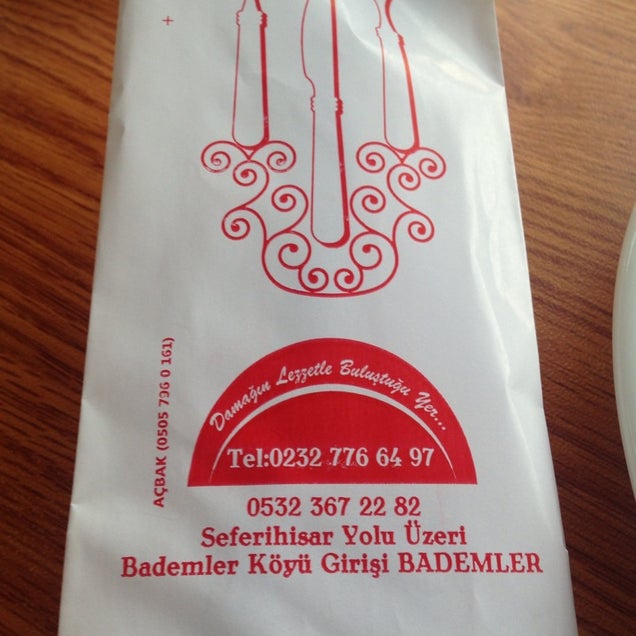 Damağın Lezzetle Buluştuğu Yer...
Tel:0232 776 64 97
0532 367 22 82
Seferihisar Yolu Üzeri
Bademler Köyü Girişi BADEMLER
AÇBAK (0505 796 0 161)